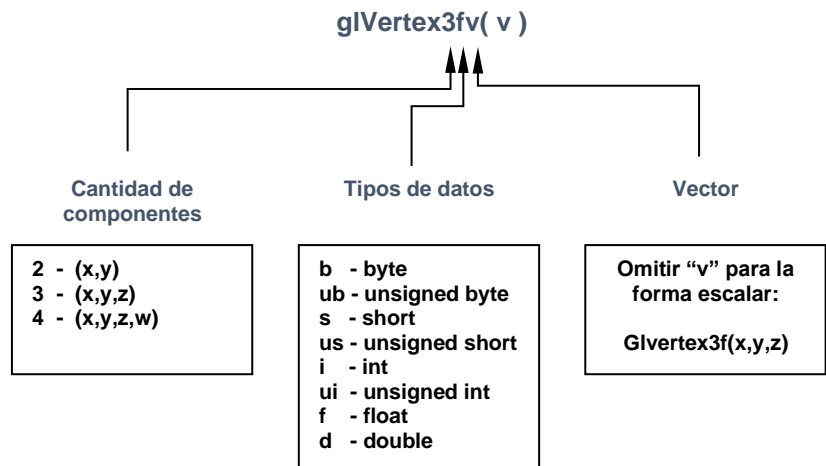 glVertex3fv( v )
Cantidad de
componentes
2 - (x,y)
3 - (x,y,z)
4 - (x,y,z,w)
Tipos de datos
b - byte
ub - unsigned byte
s - short
us - unsigned short
i - int
ui - unsigned int
f - float
d - double
Vector
Omitir “v” para la
forma escalar:
Glvertex3f(x,y,z)